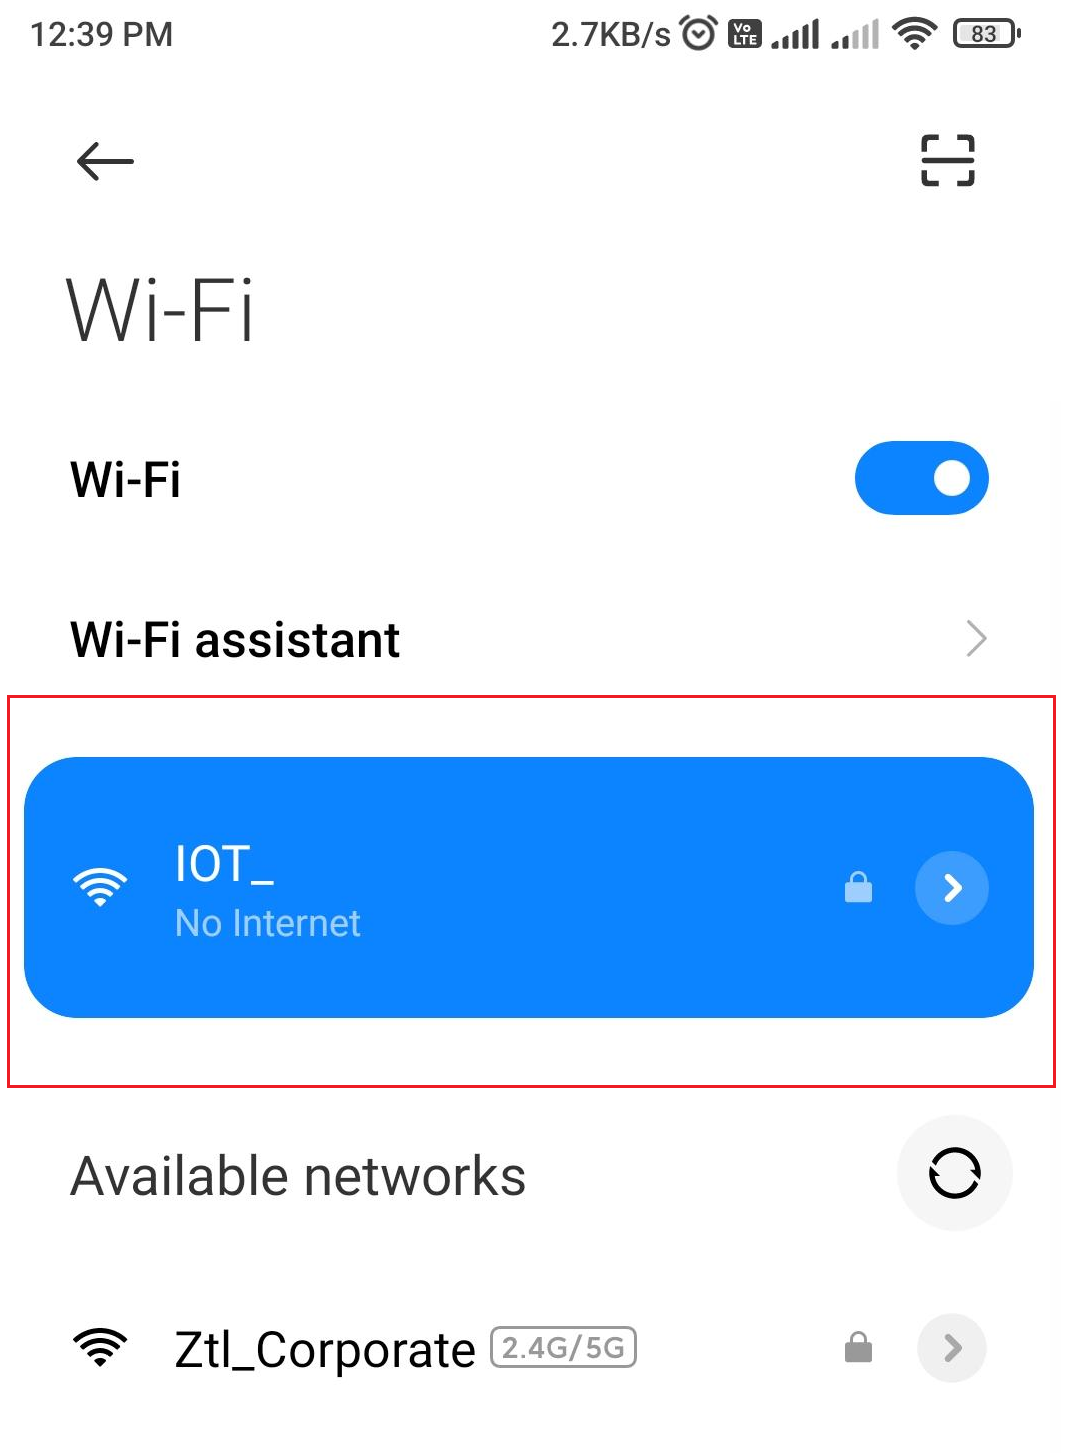 12:39 PM 2.7KB/s Vo LTE 83
Wi-Fi
Wi-Fi
Wi-Fi assistant
IOT_
No Internet
Available networks
Ztl_Corporate 2.4G/5G